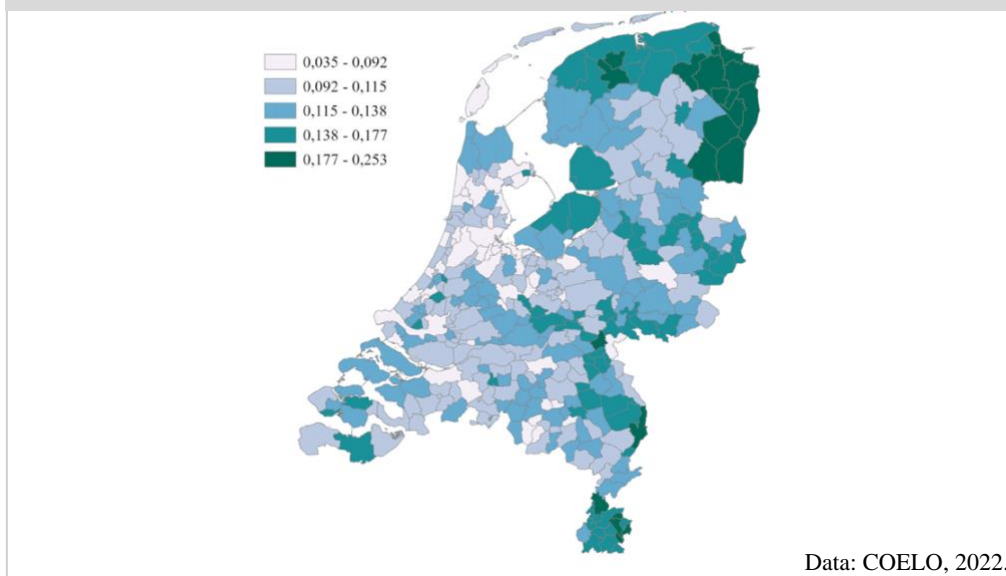 0,035 - 0,092
0,092 - 0,115
0,115 - 0,138
0,138 - 0,177
0,177 - 0,253
Data: COELO, 2022.